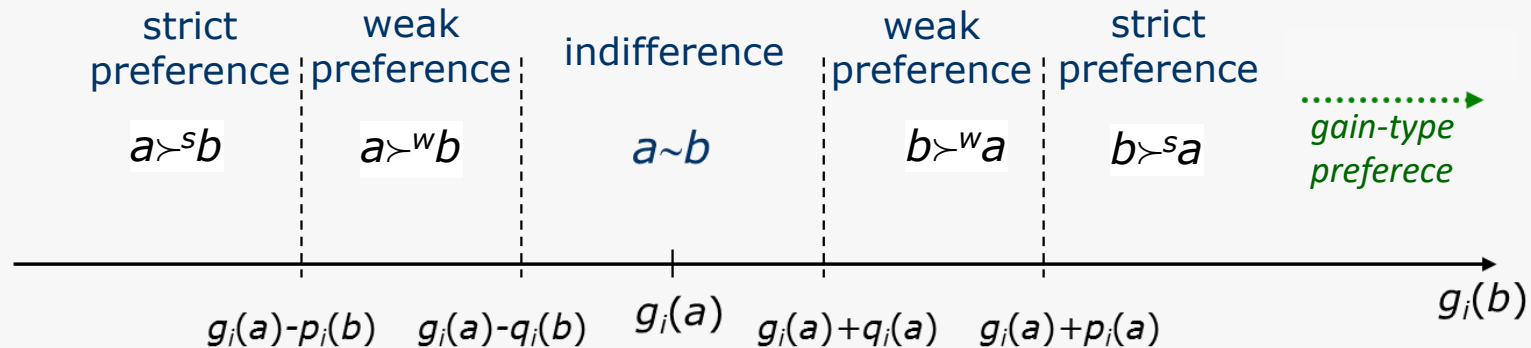 strict preference
weak preference
indifference
weak preference
strict preference
a≻ˢb
a≻ʷb
a~b
b≻ʷa
b≻ˢa
gain-type
preferece
gᵢ(a)-pᵢ(b)
gᵢ(a)-qᵢ(b)
gᵢ(a)
gᵢ(a)+qᵢ(a)
gᵢ(a)+pᵢ(a)
gᵢ(b)